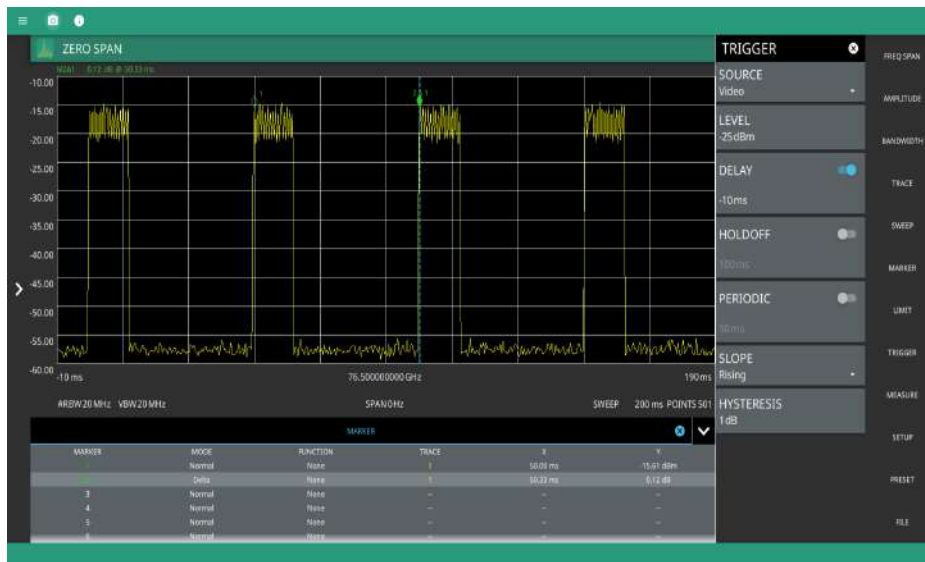 ZERO SPAN
TRIGGER
FREQ SPAN
AMPLITUDE
BANDWIDTH
TRACE
SWEEP
MARKER
LIMIT
TRIGGER
MEASURE
SETUP
PRESET
FILE
SOURCE
Video
LEVEL
-25dBm
DELAY
-10ms
HOLDOFF
100ms
PERIODIC
10ms
SLOPE
Rising
HYSTERESIS
1dB
-10.00
-15.00
-20.00
-25.00
-30.00
-35.00
-40.00
-45.00
-50.00
-55.00
-60.00
-10 ms 76.500000000 GHz 190 ms
#RBW 20 MHz VBW 20 MHz SPAN 0 Hz SWEEP 200 ms POINTS 501
MARKER
MARKER MODE FUNCTION TRACE X Y
Normal None 1 -15.61 dBm
Delta None 1 50.33 ms 0.12 dB
3 Normal None -- -- --
4 Normal None -- -- --
5 Normal None -- -- --
6 Normal None